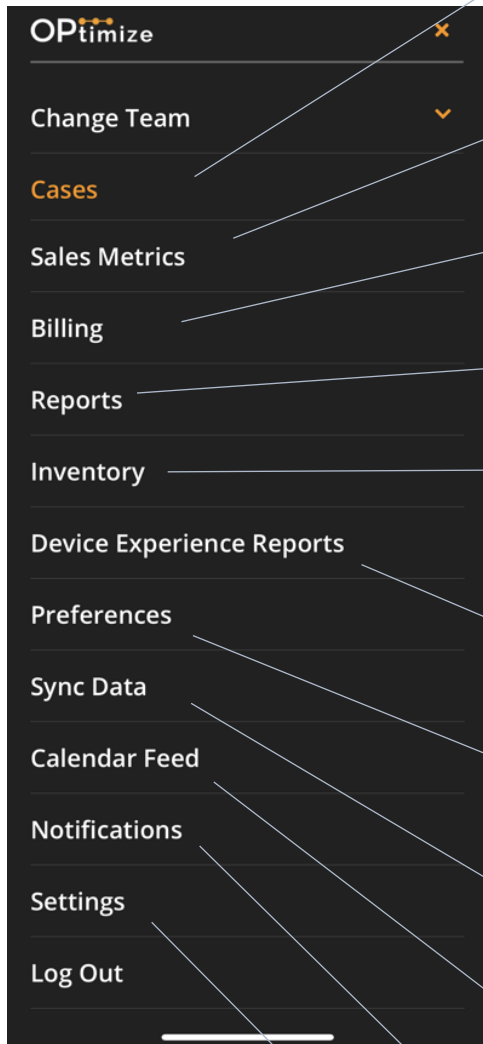 OPtimize
Change Team
Cases
Sales Metrics
Billing
Reports
Inventory
Device Experience Reports
Preferences
Sync Data
Calendar Feed
Notifications
Settings
Log Out